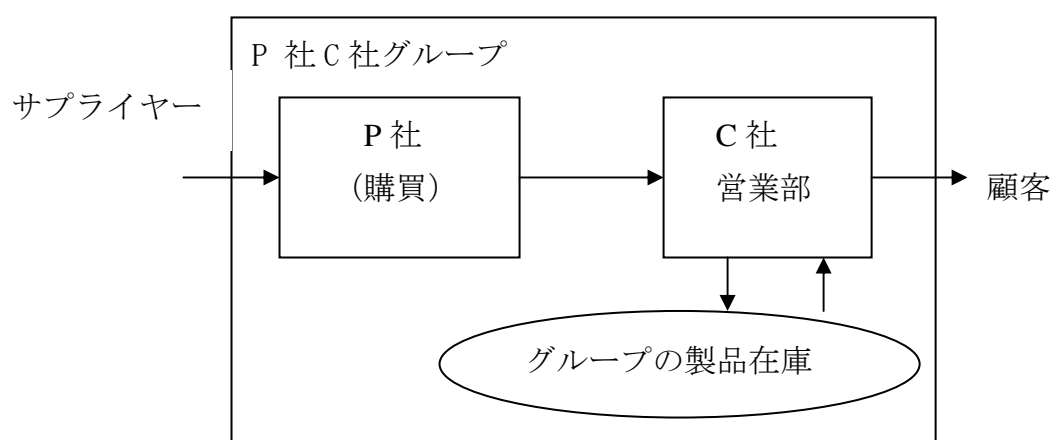 P 社 C 社グループ
サプライヤー
P 社
（購買）
C 社
営業部
顧客
グループの製品在庫